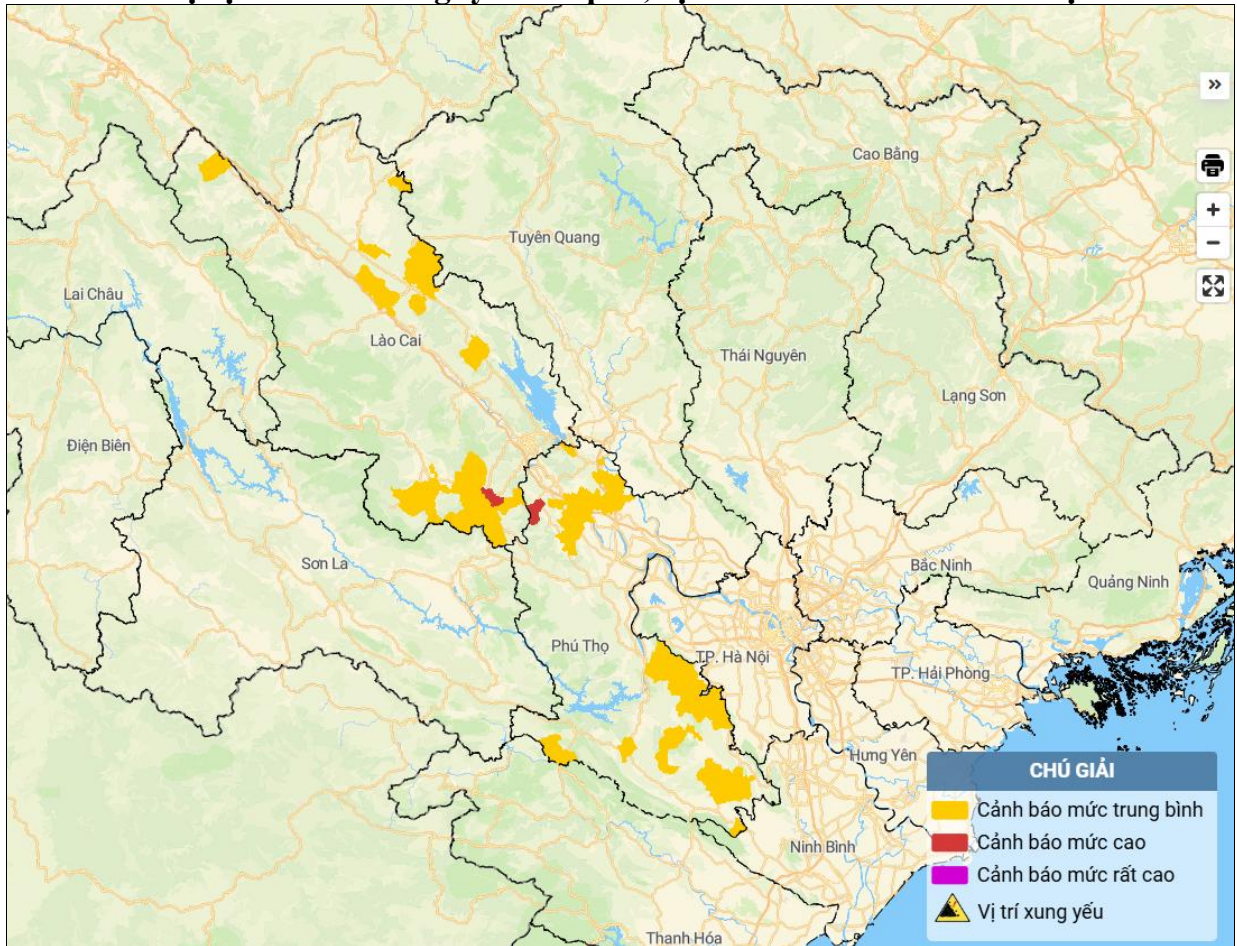 »
Cao Bằng
Tuyên Quang
+
−
Lai Châu
Lào Cai
Thái Nguyên
Lạng Sơn
Điện Biên
Sơn La
Bắc Ninh
Quảng Ninh
Phú Thọ
TP. Hà Nội
TP. Hải Phòng
Hưng Yên
CHÚ GIẢI
Cảnh báo mức trung bình
Cảnh báo mức cao
Ninh Bình
Cảnh báo mức rất cao
Vị trí xung yếu
Thanh Hóa